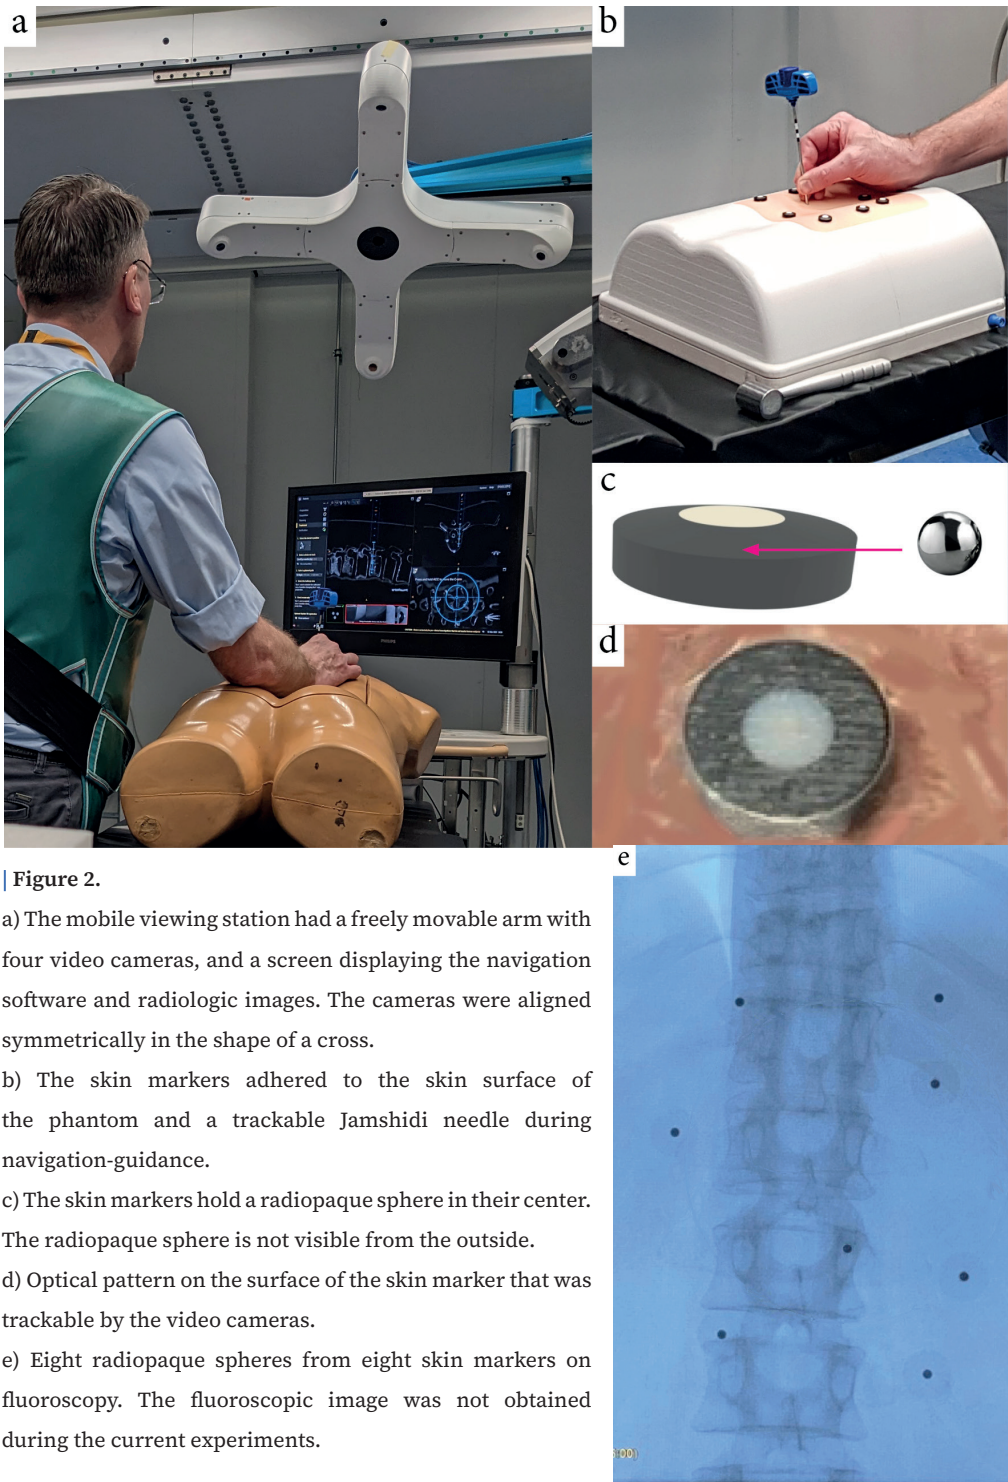 a
b
c
d
e
PHILIPS
5:00)
| Figure 2.
a) The mobile viewing station had a freely movable arm with
four video cameras, and a screen displaying the navigation
software and radiologic images. The cameras were aligned
symmetrically in the shape of a cross.
b) The skin markers adhered to the skin surface of
the phantom and a trackable Jamshidi needle during
navigation-guidance.
c) The skin markers hold a radiopaque sphere in their center.
The radiopaque sphere is not visible from the outside.
d) Optical pattern on the surface of the skin marker that was
trackable by the video cameras.
e) Eight radiopaque spheres from eight skin markers on
fluoroscopy. The fluoroscopic image was not obtained
during the current experiments.